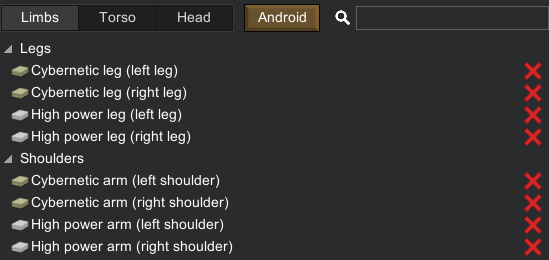 Limbs Torso Head Android
Legs
Cybernetic leg (left leg)
Cybernetic leg (right leg)
High power leg (left leg)
High power leg (right leg)
Shoulders
Cybernetic arm (left shoulder)
Cybernetic arm (right shoulder)
High power arm (left shoulder)
High power arm (right shoulder)